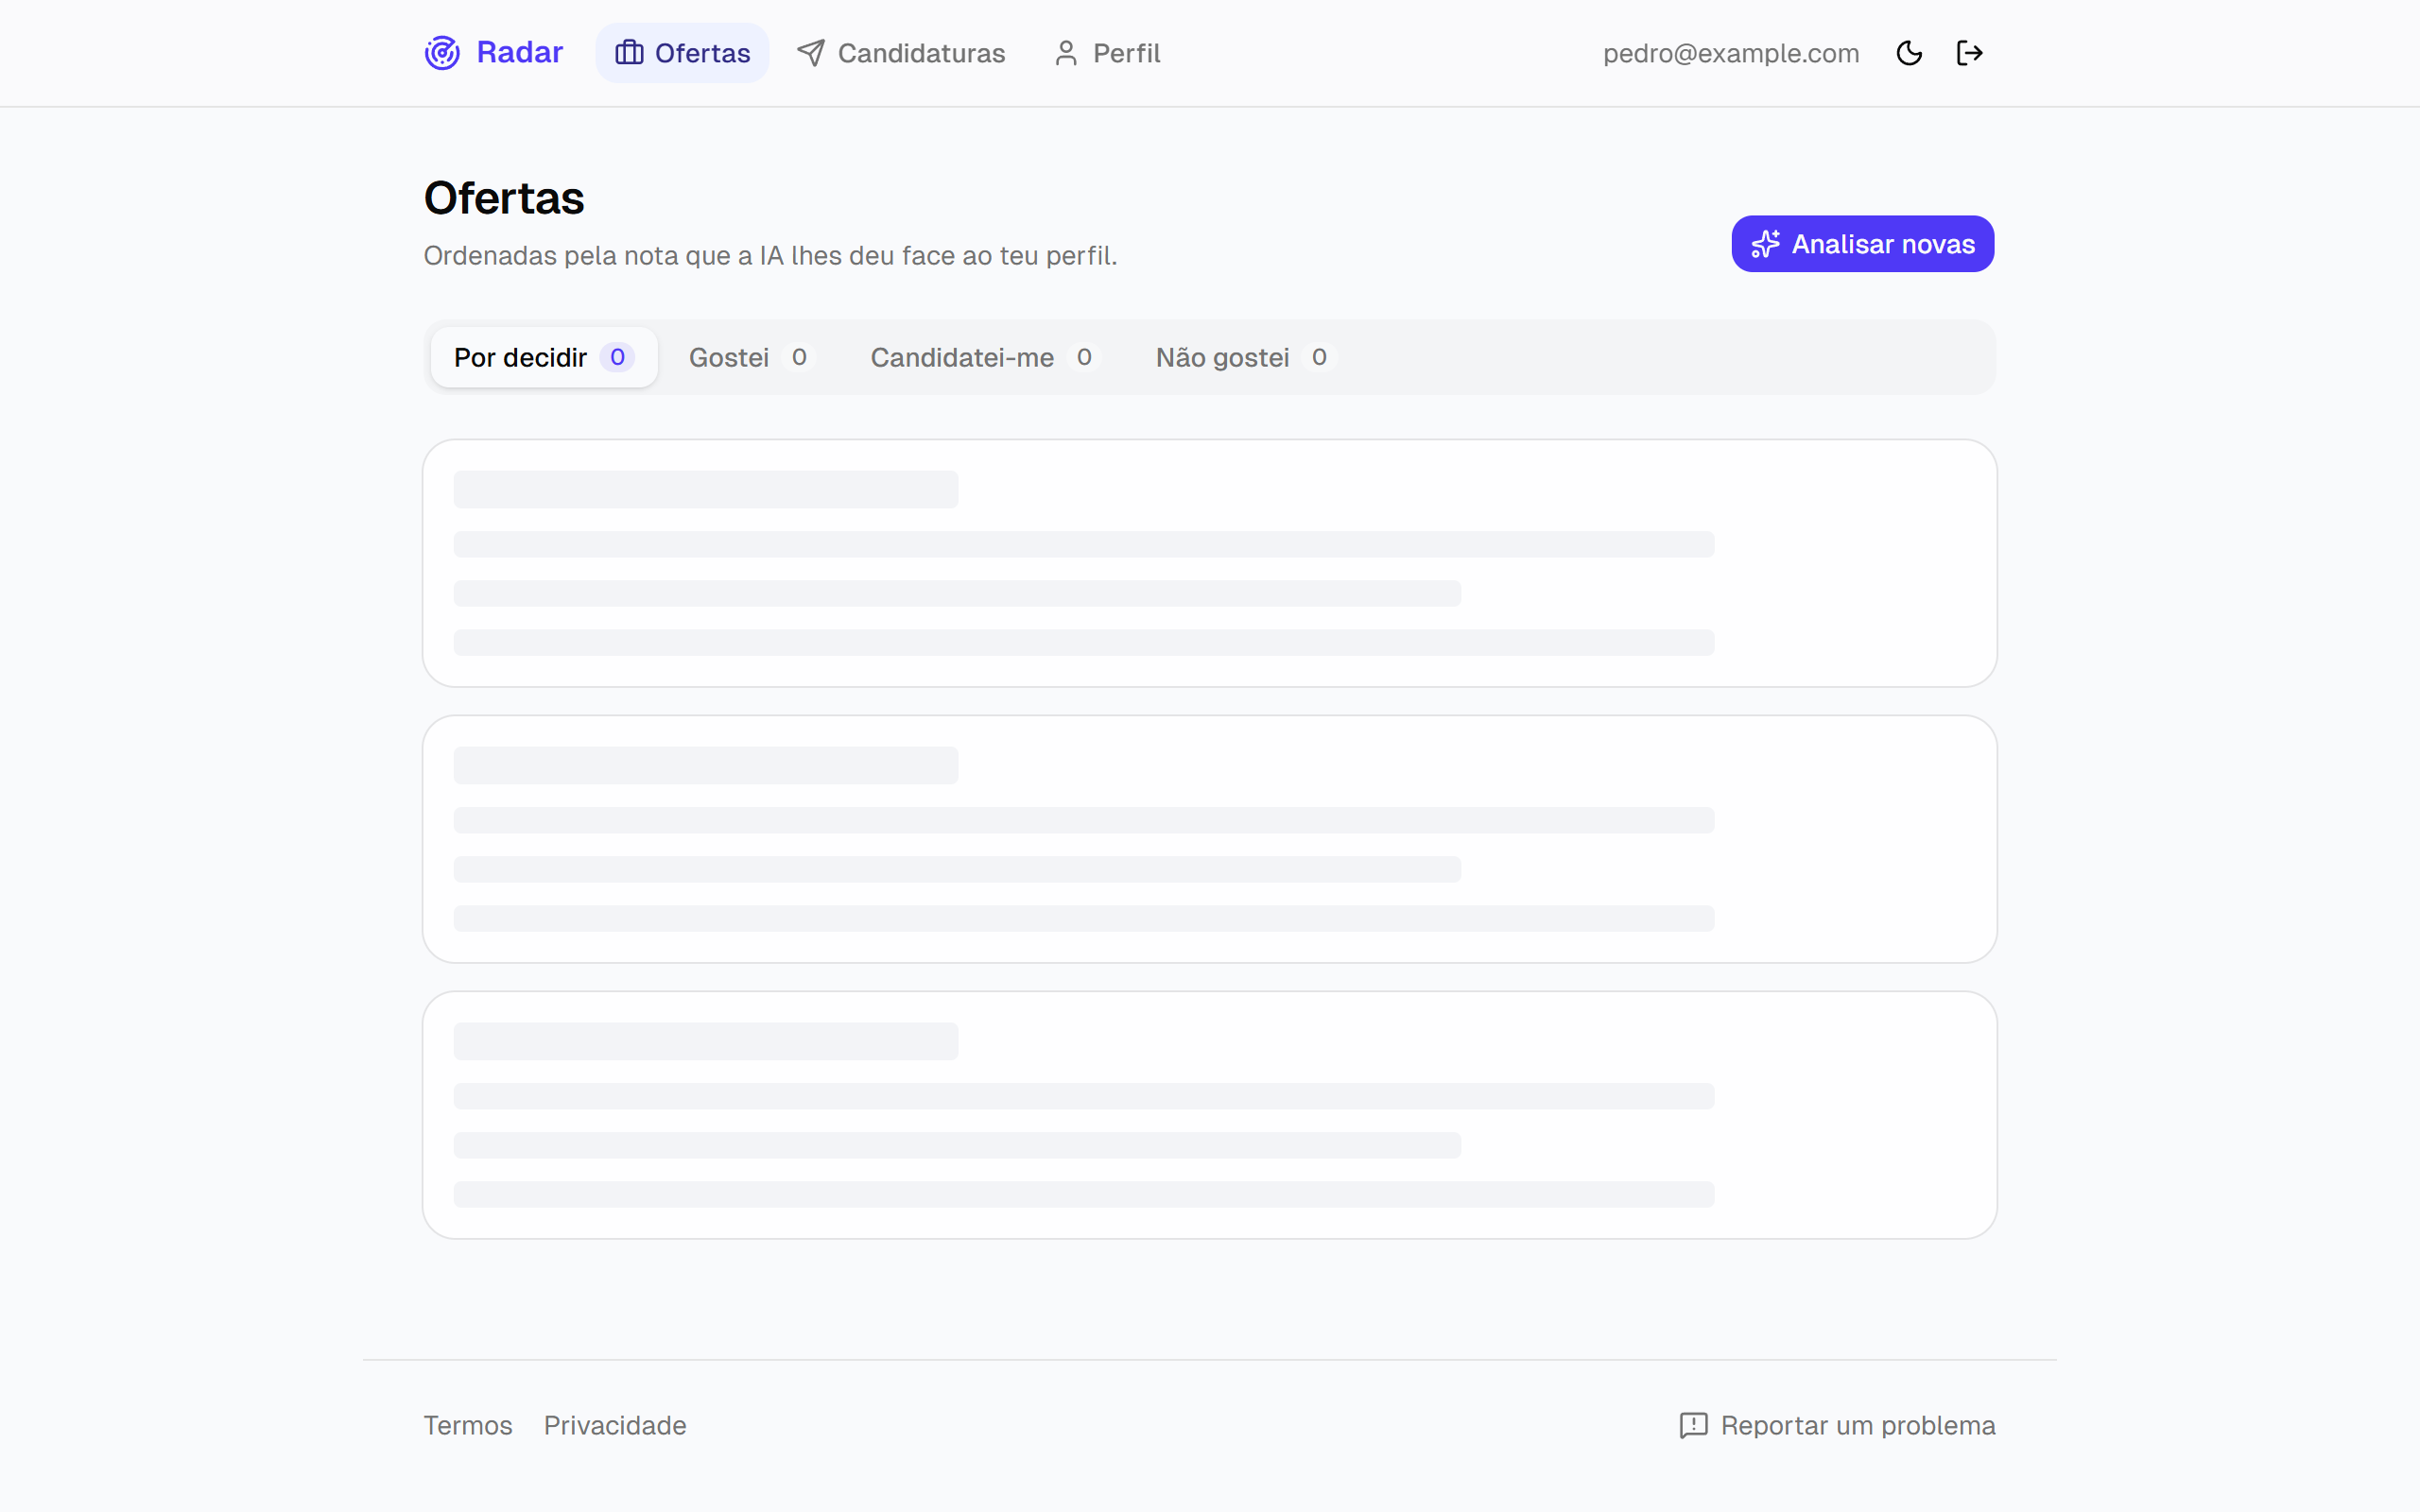 Radar Ofertas Candidaturas Perfil pedro@example.com
Ofertas
Ordenadas pela nota que a IA lhes deu face ao teu perfil.
Analisar novas
Por decidir 0 Gostei 0 Candidatei-me 0 Não gostei 0
Termos Privacidade Reportar um problema